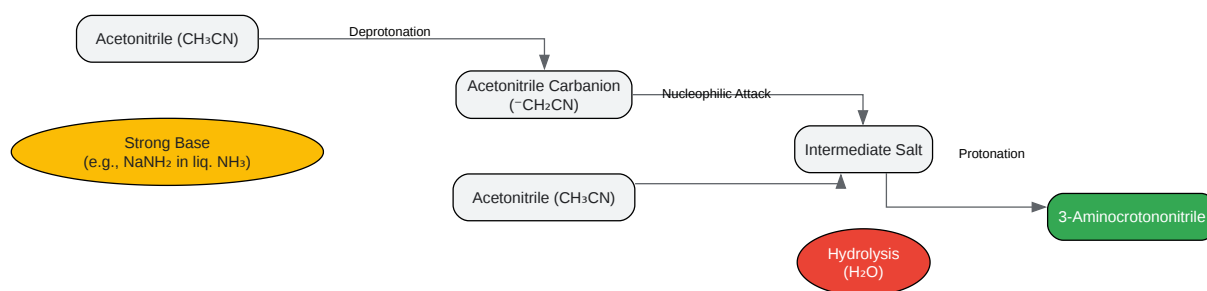 Acetonitrile (CH₃CN)
Deprotonation
Acetonitrile Carbanion
(⁻CH₂CN)
Nucleophilic Attack
Strong Base
(e.g., NaNH₂ in liq. NH₃)
Intermediate Salt
Protonation
Acetonitrile (CH₃CN)
3-Aminocrotononitrile
Hydrolysis
(H₂O)